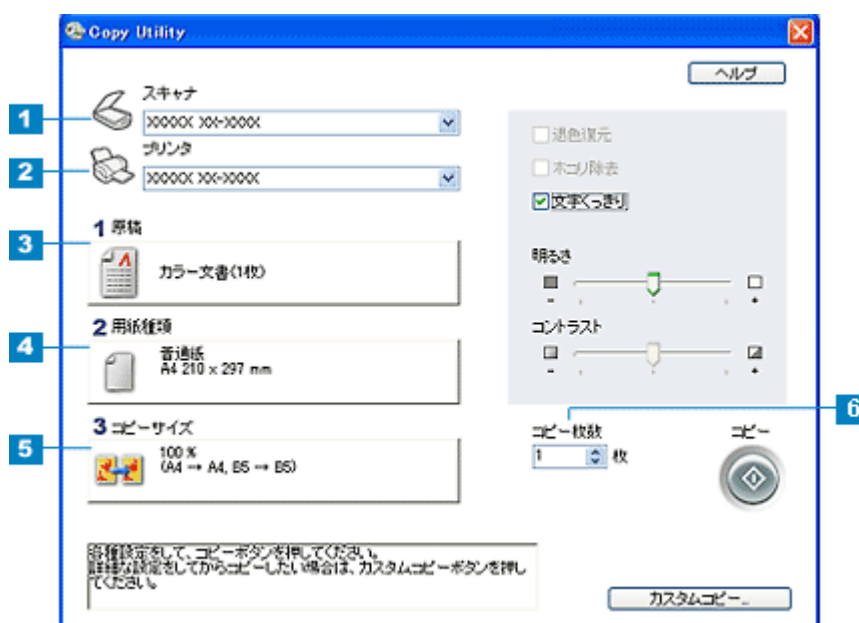 Copy Utility
ヘルプ
スキャナ
1
XXXXX XX-XXXX
プリンタ
2
XXXXX XX-XXXX
退色復元
ホコリ除去
文字くっきり
1 原稿
3
カラー文書(1枚)
明るさ
- +
2 用紙種類
4
普通紙
A4 210 x 297 mm
コントラスト
- +
3 コピーサイズ
5
100 %
(A4 → A4, B5 → B5)
6
コピー枚数
1 枚
コピー
各種設定をして、コピーボタンを押してください。
詳細な設定をしてからコピーしたい場合は、カスタムコピーボタンを押し
てください。
カスタムコピー...